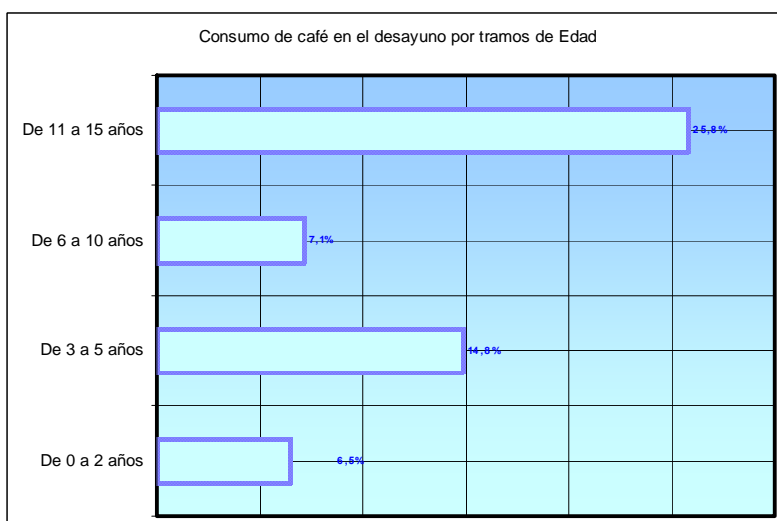 Consumo de café en el desayuno por tramos de Edad
De 11 a 15 años
25,8%
De 6 a 10 años
7,1%
De 3 a 5 años
14,8%
De 0 a 2 años
6,5%